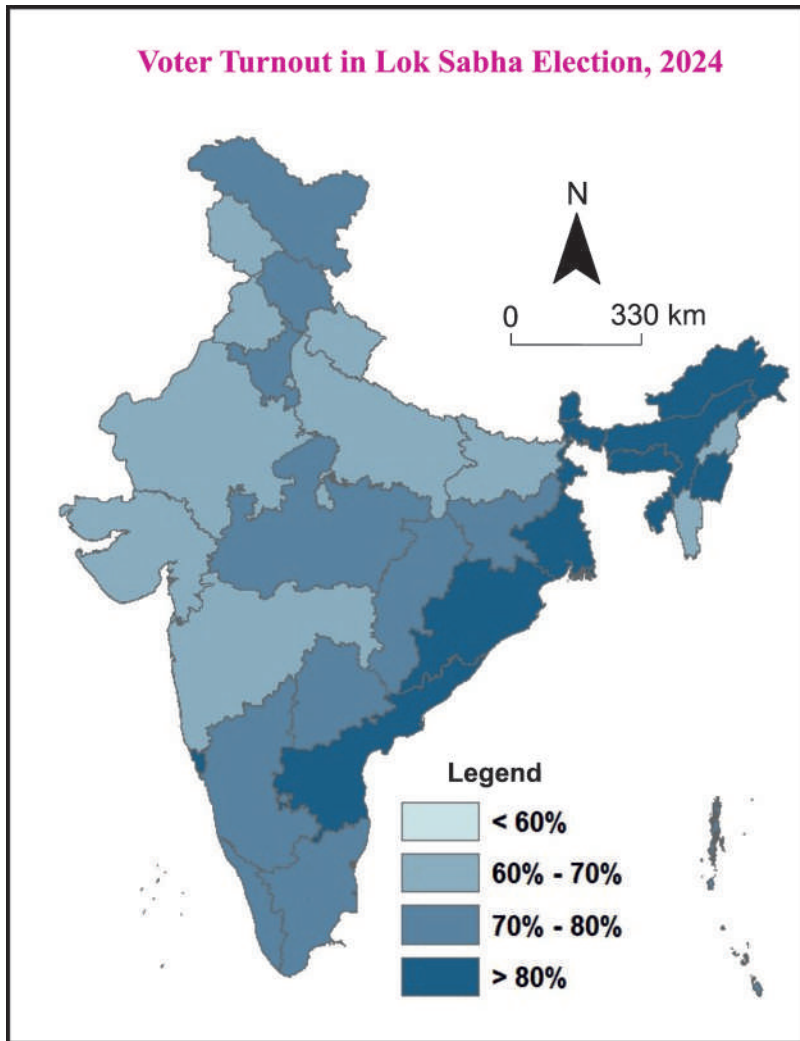 Voter Turnout in Lok Sabha Election, 2024
N
0 330 km
Legend
< 60%
60% - 70%
70% - 80%
> 80%